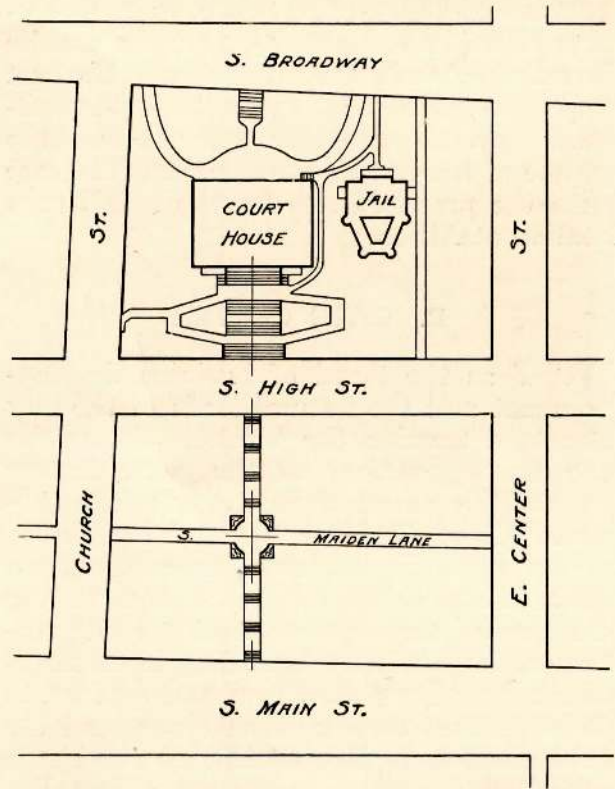 S. BROADWAY
COURT
HOUSE
JAIL
ST.
ST.
S. HIGH ST.
CHURCH
S.
MAIDEN LANE
E. CENTER
S. MAIN ST.